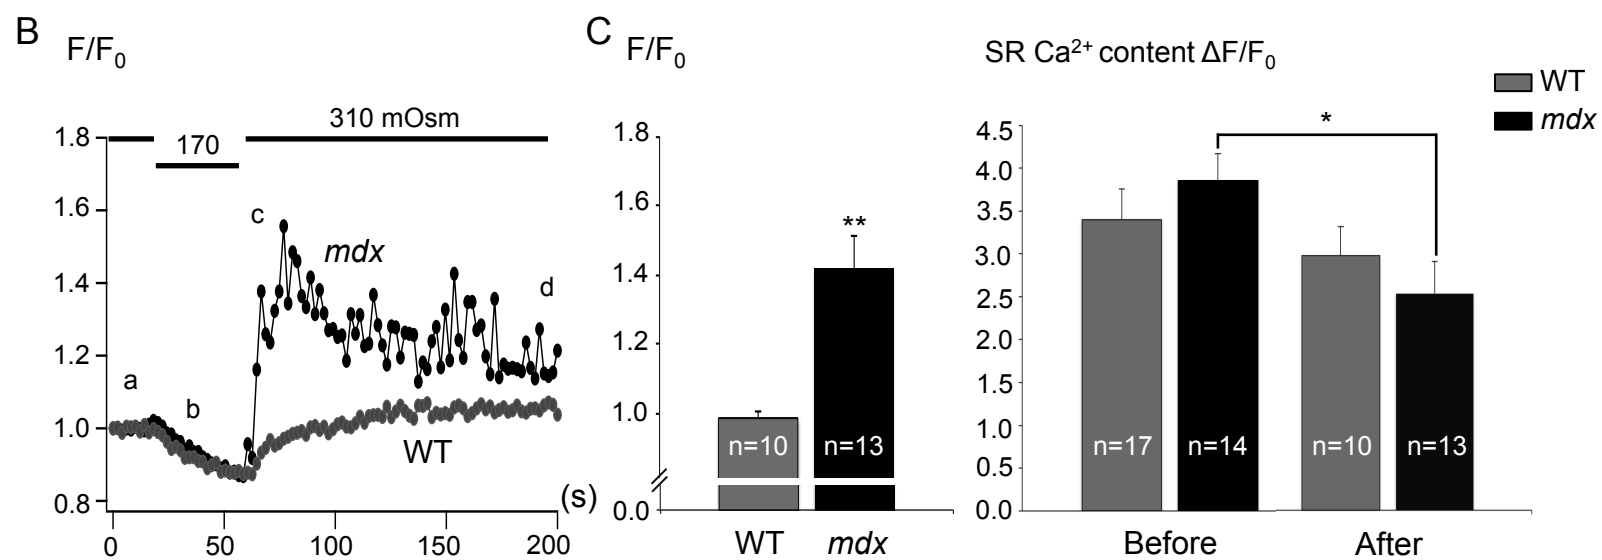 B
F/F0
310 mOsm
170
1.8
1.6
1.4
1.2
1.0
0.8
a
b
c
mdx
d
WT
(s)
0
50
100
150
200
C
F/F0
1.8
1.6
1.4
1.2
1.0
0.0
**
n=10
n=13
WT
mdx
SR Ca2+ content ΔF/F0
WT
mdx
4.5
4.0
3.5
3.0
2.5
2.0
1.5
1.0
0.5
0.0
*
n=17
n=14
n=10
n=13
Before
After